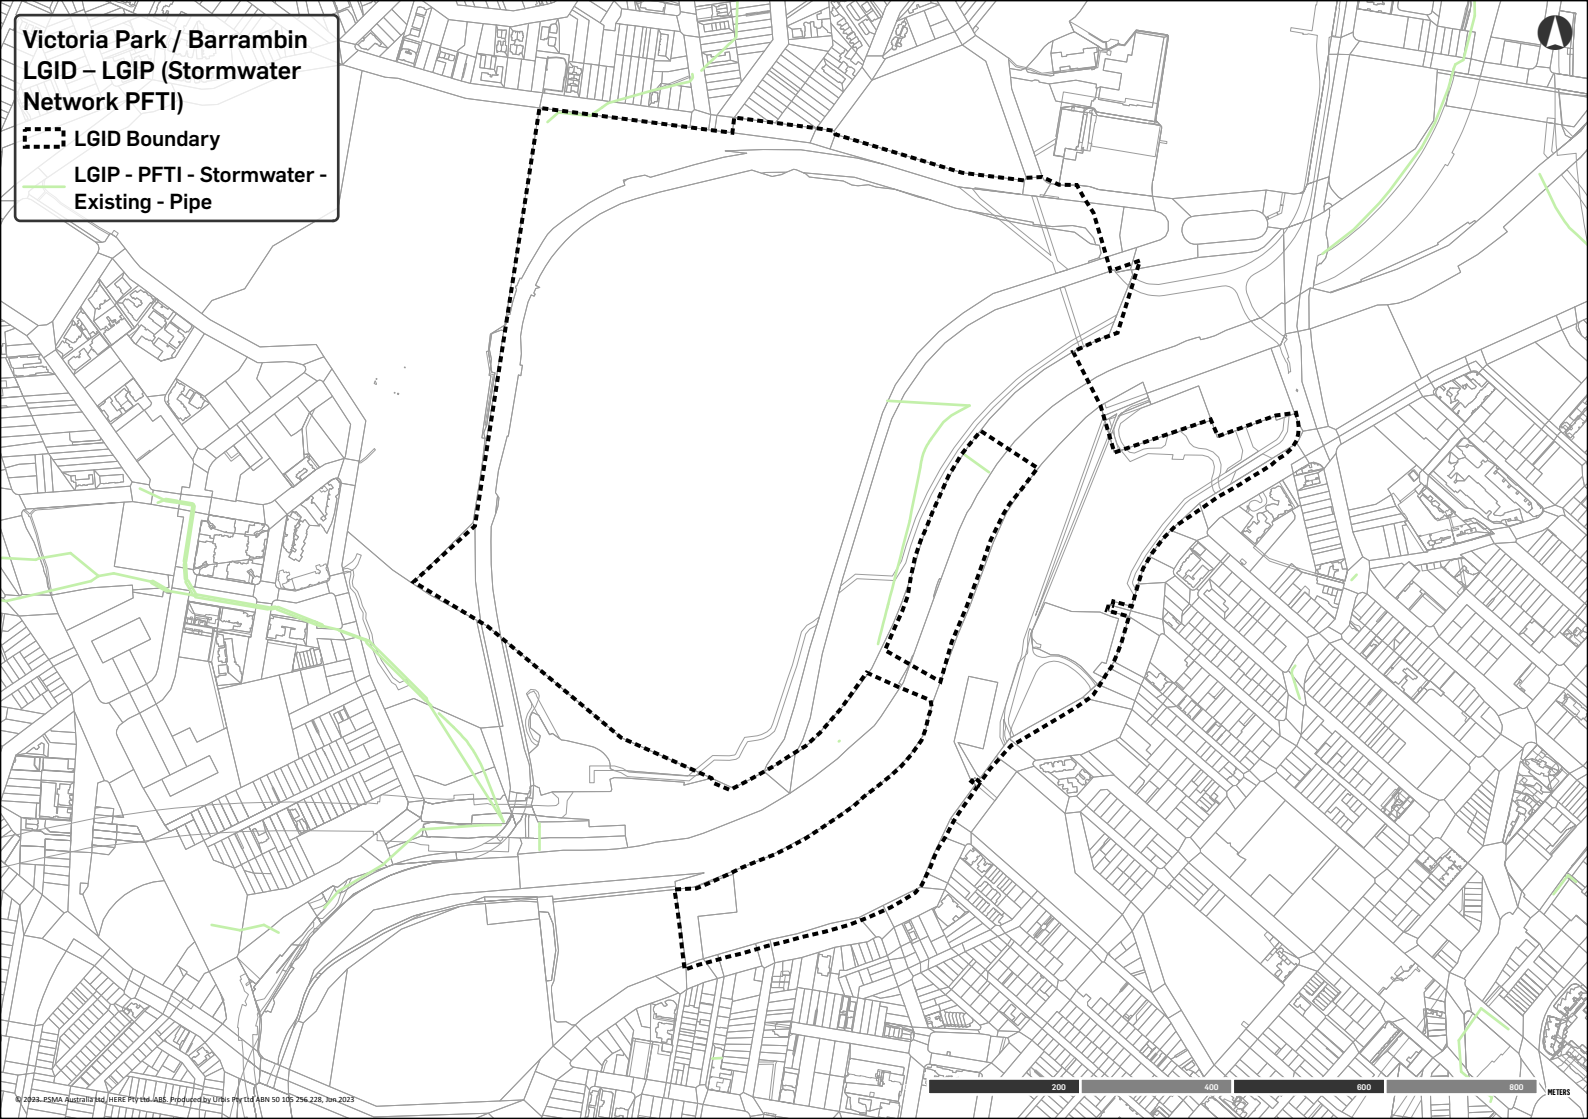 Victoria Park / Barrambin
LGID – LGIP (Stormwater
Network PFTI)
LGID Boundary
LGIP - PFTI - Stormwater -
Existing - Pipe
200 400 600 800
METERS
© 2023. PSMA Australia Ltd, HERE Pty Ltd. ABS. Produced by Urbis Pty Ltd ABN 50 105 256 228, Jun 2023